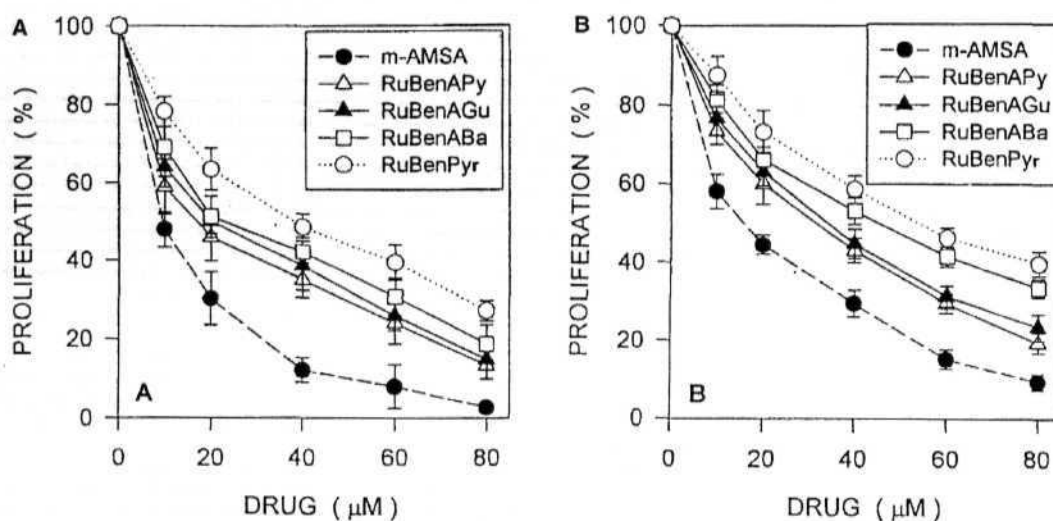 A
100
80
60
40
20
0
PROLIFERATION ( % )
m-AMSA
RuBenAPy
RuBenAGu
RuBenABa
RuBenPyr
A
0 20 40 60 80
DRUG ( µM )
B
100
80
60
40
20
0
PROLIFERATION ( % )
m-AMSA
RuBenAPy
RuBenAGu
RuBenABa
RuBenPyr
B
0 20 40 60 80
DRUG ( µM )